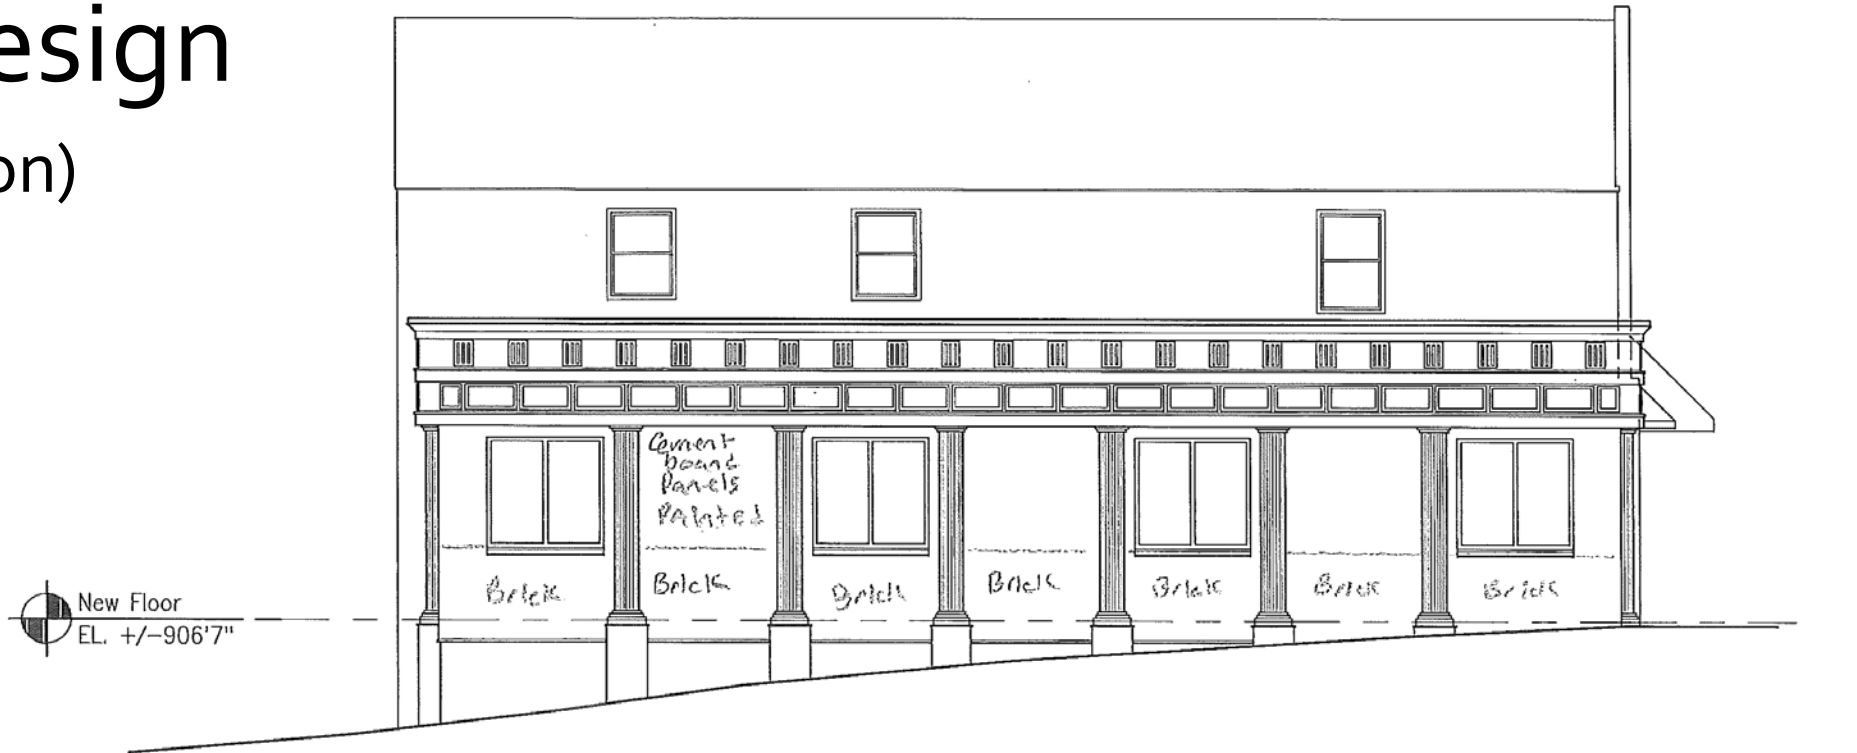 esign
on)
Cement
board
Panels
PAInted
Brick
Brick
Brick
Brick
Brick
Brick
Brick
New Floor
EL. +/-906'7"